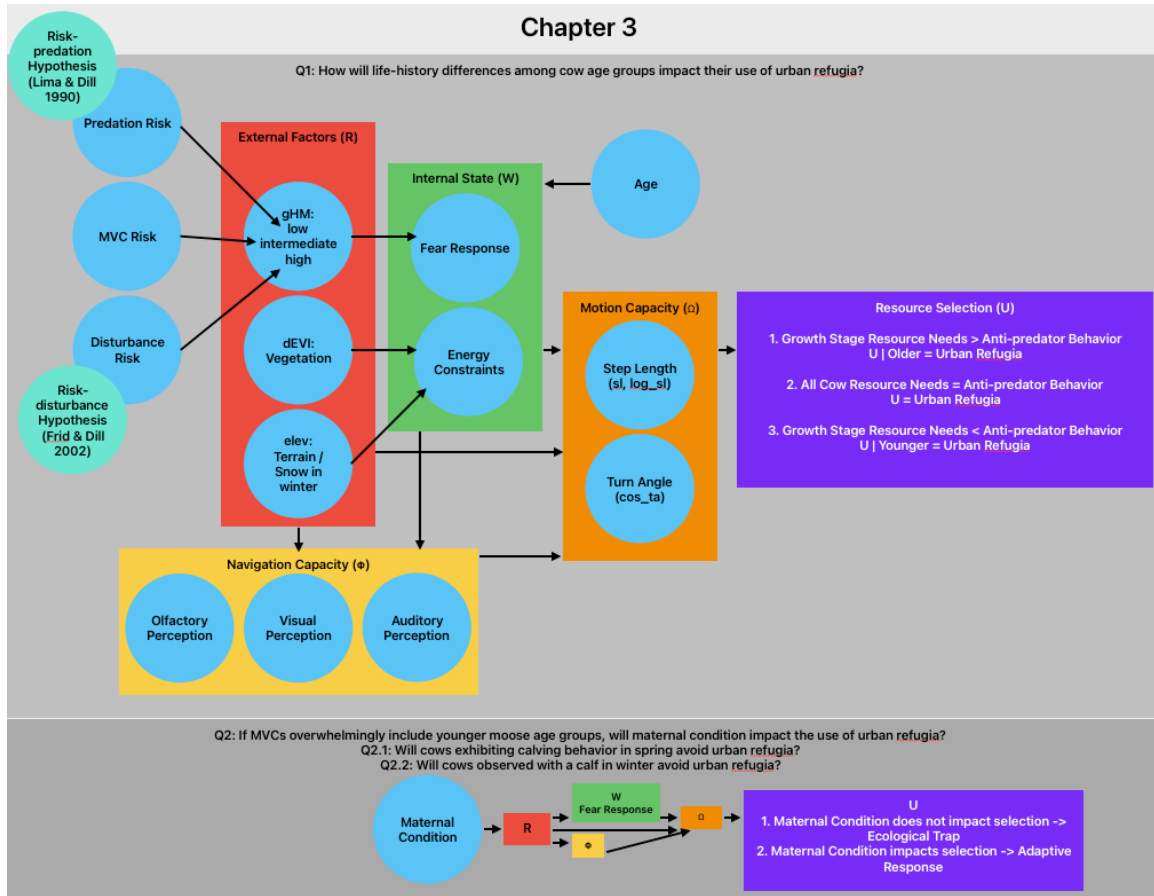 Chapter 3
Risk-
predation
Hypothesis
(Lima & Dill
1990)
Q1: How will life-history differences among cow age groups impact their use of urban refugia?
Predation Risk
MVC Risk
Disturbance
Risk
Risk-
disturbance
Hypothesis
(Frid & Dill
2002)
External Factors (R)
gHM:
low
intermediate
high
dEVI:
Vegetation
elev:
Terrain /
Snow in
winter
Internal State (W)
Fear Response
Energy
Constraints
Age
Motion Capacity (Ω)
Step Length
(sl, log_sl)
Turn Angle
(cos_ta)
Resource Selection (U)
1. Growth Stage Resource Needs > Anti-predator Behavior
U | Older = Urban Refugia
2. All Cow Resource Needs = Anti-predator Behavior
U = Urban Refugia
3. Growth Stage Resource Needs < Anti-predator Behavior
U | Younger = Urban Refugia
Navigation Capacity (Φ)
Olfactory
Perception
Visual
Perception
Auditory
Perception
Q2: If MVCs overwhelmingly include younger moose age groups, will maternal condition impact the use of urban refugia?
Q2.1: Will cows exhibiting calving behavior in spring avoid urban refugia?
Q2.2: Will cows observed with a calf in winter avoid urban refugia?
Maternal
Condition
R
W
Fear Response
Φ
Ω
U
1. Maternal Condition does not impact selection ->
Ecological Trap
2. Maternal Condition impacts selection -> Adaptive
Response